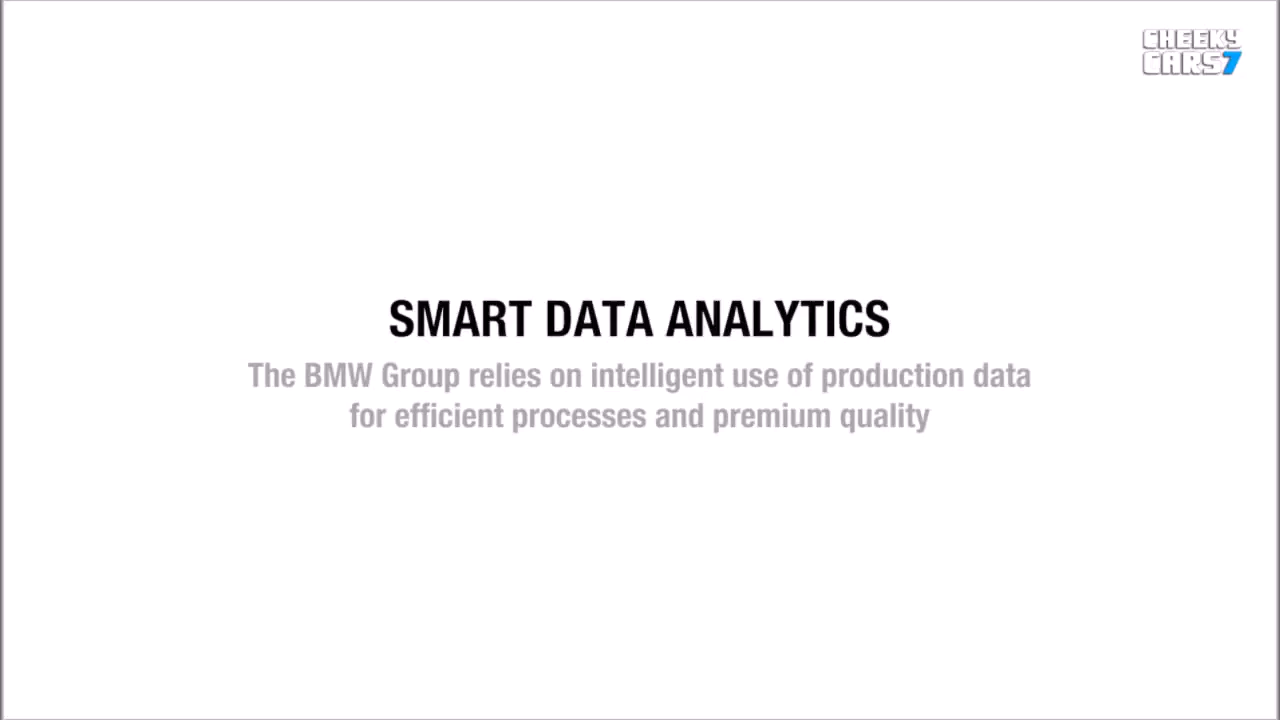 CHEEKY
CARS7
SMART DATA ANALYTICS
The BMW Group relies on intelligent use of production data
for efficient processes and premium quality